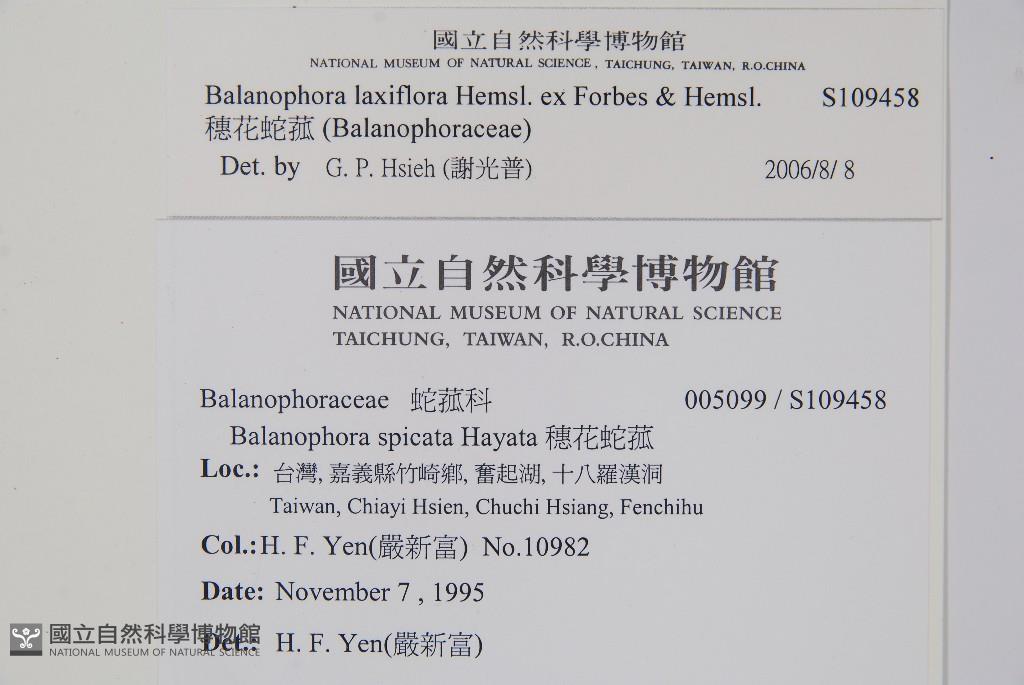 國立自然科學博物館
NATIONAL MUSEUM OF NATURAL SCIENCE, TAICHUNG, TAIWAN, R.O.CHINA
Balanophora laxiflora Hemsl. ex Forbes & Hemsl. S109458
穗花蛇菰 (Balanophoraceae)
Det. by G. P. Hsieh (謝光普) 2006/8/ 8
國立自然科學博物館
NATIONAL MUSEUM OF NATURAL SCIENCE
TAICHUNG, TAIWAN, R.O.CHINA
Balanophoraceae 蛇菰科 005099 / S109458
Balanophora spicata Hayata 穗花蛇菰
Loc.: 台灣, 嘉義縣竹崎鄉, 奮起湖, 十八羅漢洞
Taiwan, Chiayi Hsien, Chuchi Hsiang, Fenchihu
Col.: H. F. Yen(嚴新富) No.10982
Date: November 7 , 1995
Det.: H. F. Yen(嚴新富)
國立自然科學博物館
NATIONAL MUSEUM OF NATURAL SCIENCE